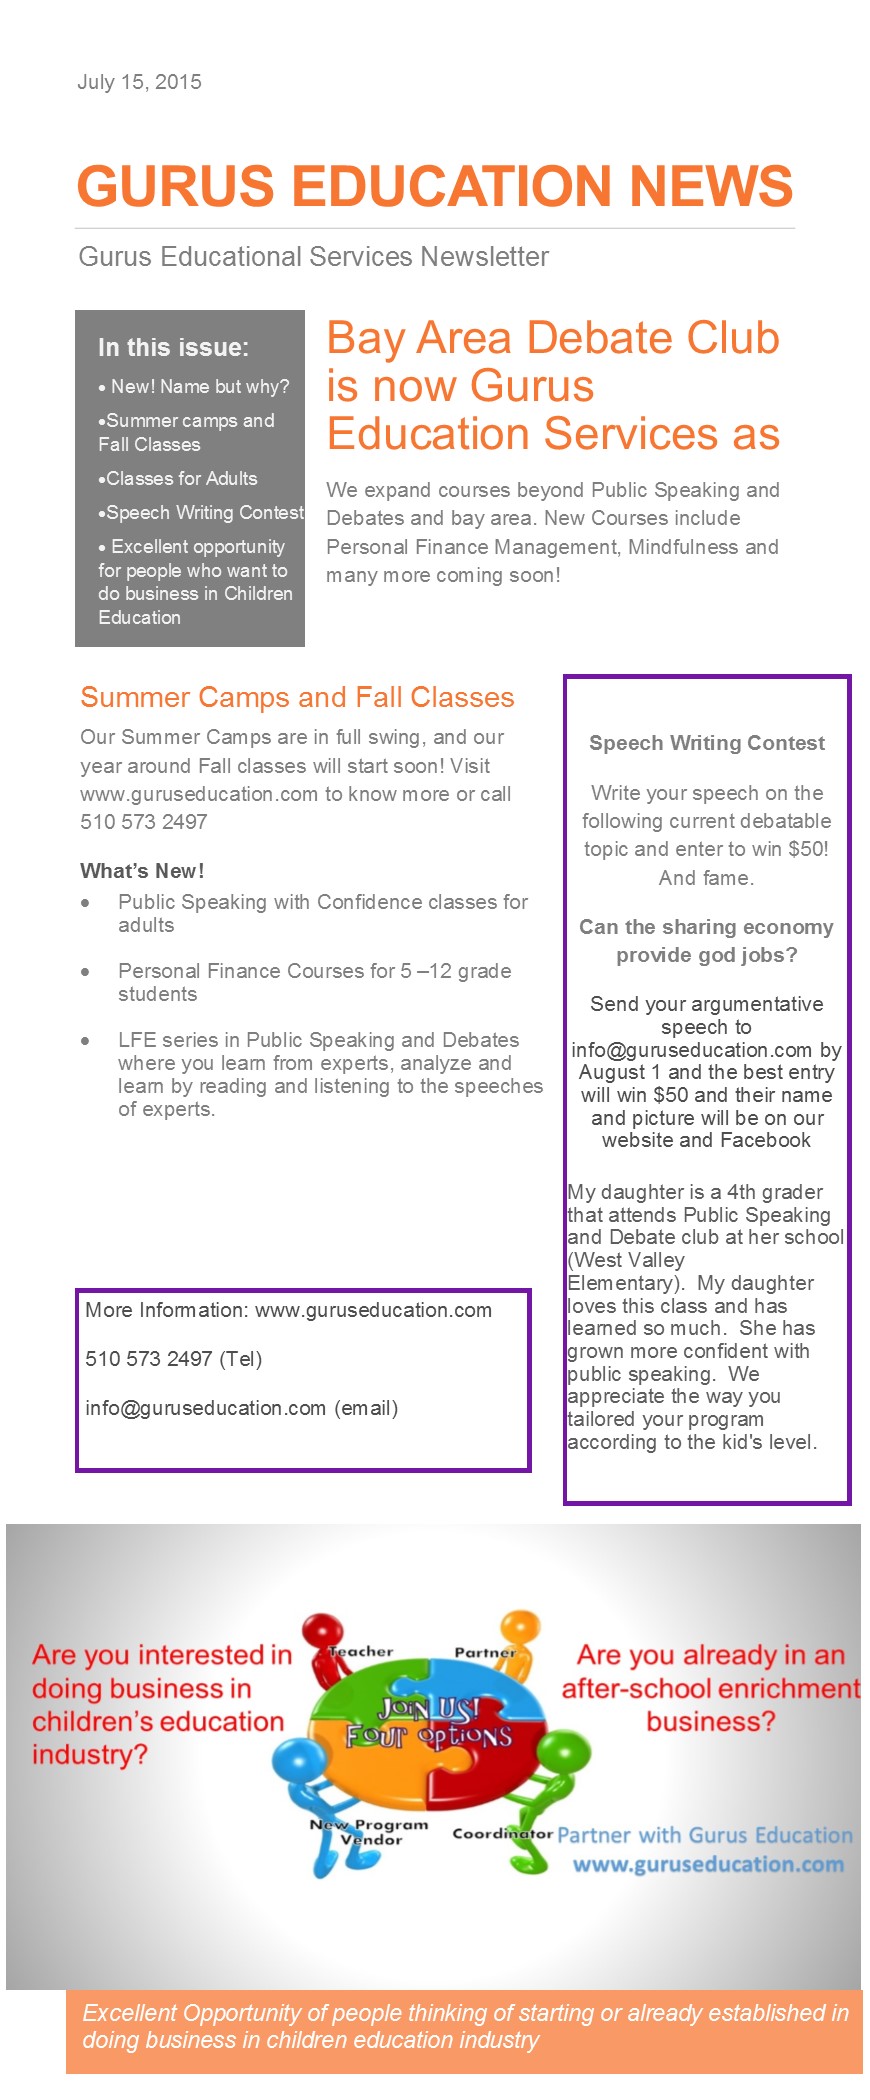 July 15, 2015
GURUS EDUCATION NEWS
Gurus Educational Services Newsletter
In this issue:
• New! Name but why?
•Summer camps and
Fall Classes
•Classes for Adults
•Speech Writing Contest
• Excellent opportunity
for people who want to
do business in Children
Education
Bay Area Debate Club
is now Gurus
Education Services as
We expand courses beyond Public Speaking and
Debates and bay area. New Courses include
Personal Finance Management, Mindfulness and
many more coming soon!
Summer Camps and Fall Classes
Our Summer Camps are in full swing, and our
year around Fall classes will start soon! Visit
www.guruseducation.com to know more or call
510 573 2497
What's New!
• Public Speaking with Confidence classes for
adults
• Personal Finance Courses for 5 –12 grade
students
• LFE series in Public Speaking and Debates
where you learn from experts, analyze and
learn by reading and listening to the speeches
of experts.
More Information: www.guruseducation.com
510 573 2497 (Tel)
info@guruseducation.com (email)
Speech Writing Contest
Write your speech on the
following current debatable
topic and enter to win $50!
And fame.
Can the sharing economy
provide god jobs?
Send your argumentative
speech to
info@guruseducation.com by
August 1 and the best entry
will win $50 and their name
and picture will be on our
website and Facebook
My daughter is a 4th grader
that attends Public Speaking
and Debate club at her school
(West Valley
Elementary).  My daughter
loves this class and has
learned so much.  She has
grown more confident with
public speaking.  We
appreciate the way you
tailored your program
according to the kid's level.
Are you interested in
doing business in
children's education
industry?
Teacher
Partner
JOIN US!
Four options
New Program
Vendor
Coordinator
Are you already in an
after-school enrichment
business?
Partner with Gurus Education
www.guruseducation.com
Excellent Opportunity of people thinking of starting or already established in
doing business in children education industry